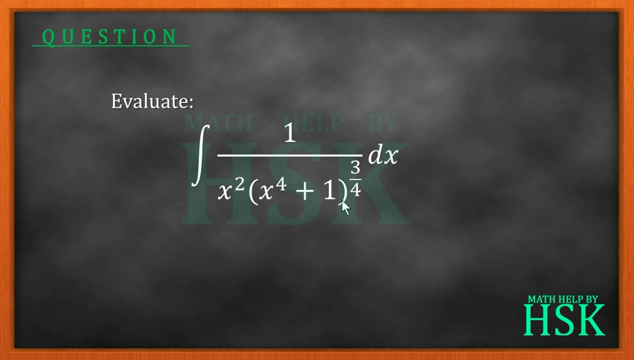 QUESTION
Evaluate:
MATH HELP BY
HSK
∫ 1 / x²(x⁴ + 1)^(3/4) dx
MATH HELP BY
HSK